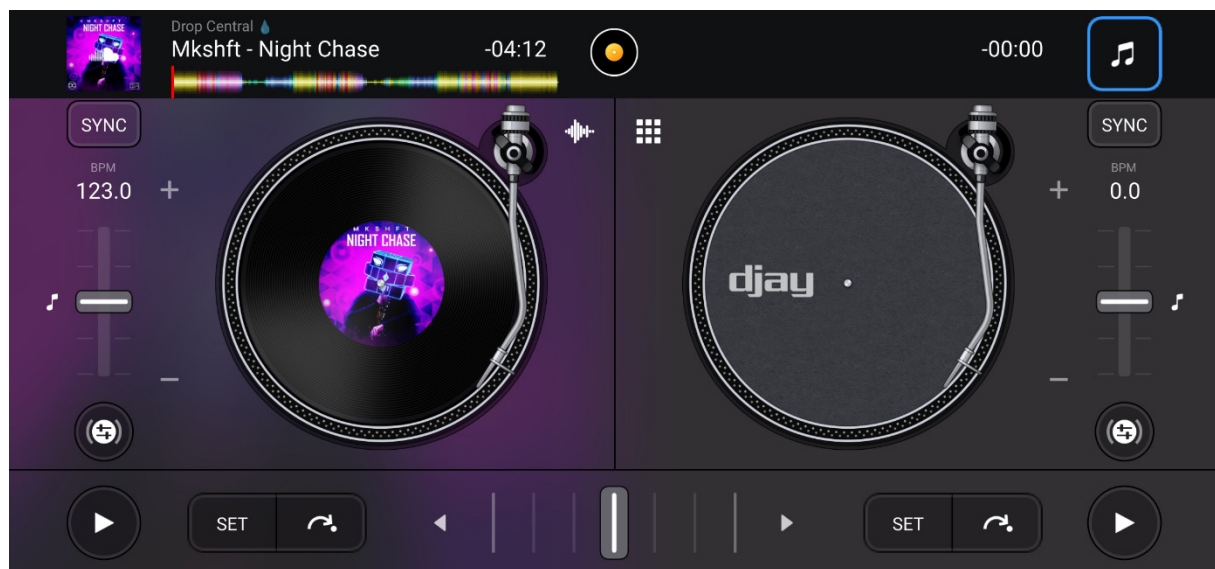 MKSHFT
NIGHT CHASE
Drop Central
Mkshft - Night Chase
-04:12
-00:00
SYNC
SYNC
BPM
123.0
BPM
0.0
MKSHFT
NIGHT CHASE
djay
SET
SET